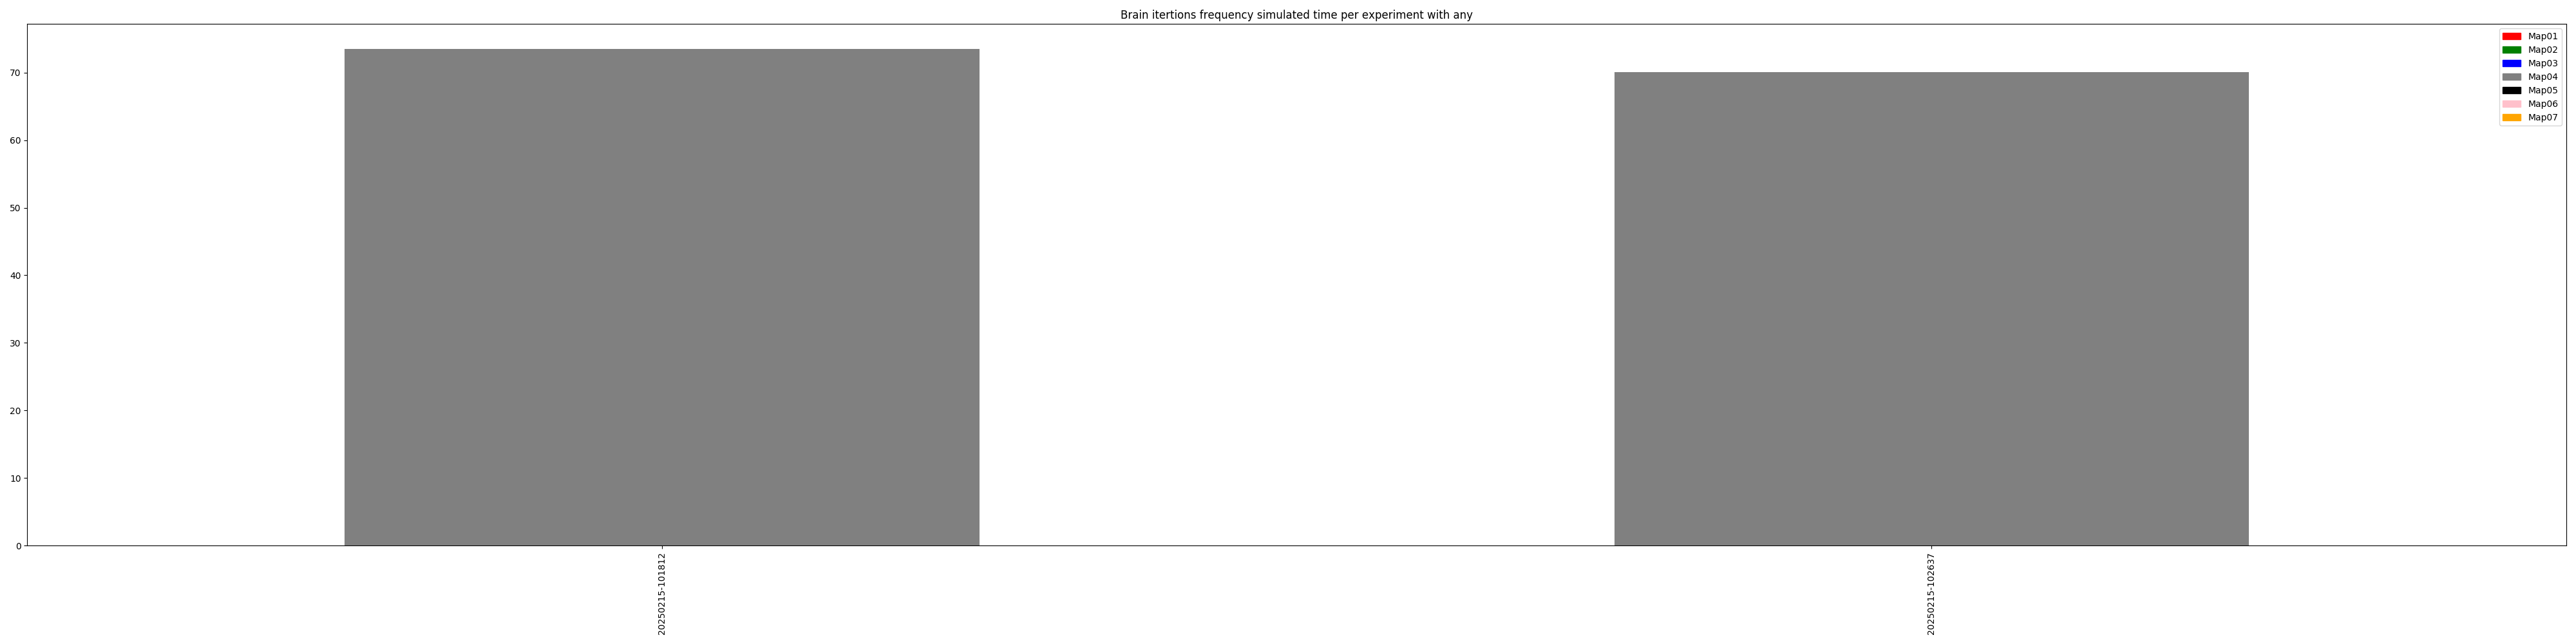 Brain itertions frequency simulated time per experiment with any
Map01
Map02
Map03
Map04
Map05
Map06
Map07
70
60
50
40
30
20
10
0
20250215-101812
20250215-102637